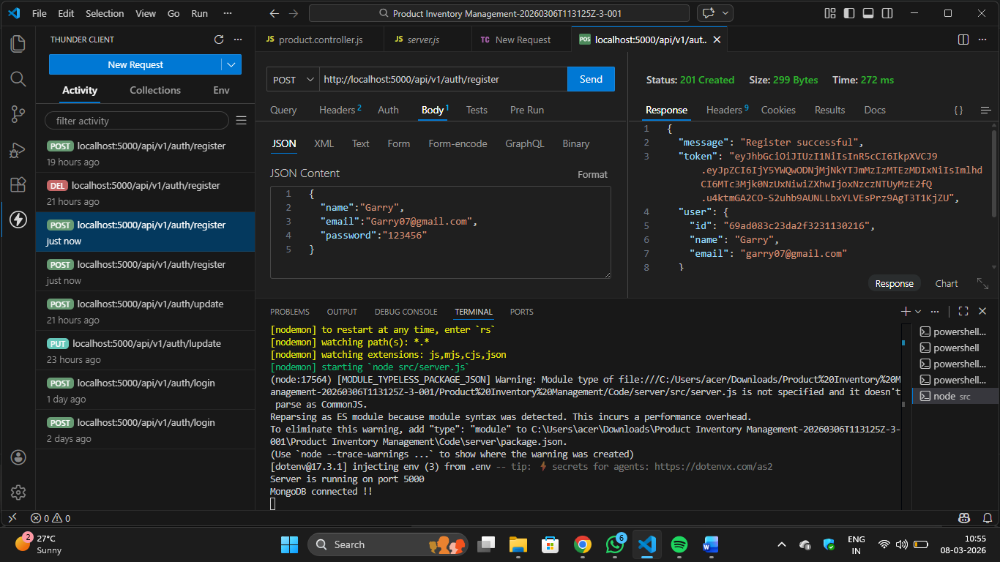 File Edit Selection View Go Run ···
Product Inventory Management-20260306T113125Z-3-001
THUNDER CLIENT
New Request
Activity Collections Env
filter activity
POST localhost:5000/api/v1/auth/register
19 hours ago
DEL localhost:5000/api/v1/auth/register
21 hours ago
POST localhost:5000/api/v1/auth/register
just now
POST localhost:5000/api/v1/auth/register
just now
POST localhost:5000/api/v1/auth/update
21 hours ago
PUT localhost:5000/api/v1/auth/lupdate
23 hours ago
POST localhost:5000/api/v1/auth/login
1 day ago
POST localhost:5000/api/v1/auth/login
2 days ago
JS product.controller.js JS server.js TC New Request POS localhost:5000/api/v1/aut..
POST http://localhost:5000/api/v1/auth/register Send
Query Headers 2 Auth Body 1 Tests Pre Run
JSON XML Text Form Form-encode GraphQL Binary
JSON Content Format
1 {
2 "name":"Garry",
3 "email":"Garry07@gmail.com",
4 "password":"123456"
5 }
Status: 201 Created Size: 299 Bytes Time: 272 ms
Response Headers 9 Cookies Results Docs {}
1 {
2 "message": "Register successful",
3 "token": "eyJhbGciOiJIUzI1NiIsInR5cCI6IkpXVCJ9
.eyJpZCI6IjY5YWQwODNjMjNkYTJmMzIzMTEzMDIxNiIsImlhd
CI6MTc3Mjk0NzUxNiwiZXhwIjoxNzczNTUyMzE2fQ
.u4ktmGA2CO-S2uhb9AUNLLbxYLVEsPrz9AgT3T1KjZU",
4 "user": {
5 "id": "69ad083c23da2f3231130216",
6 "name": "Garry",
7 "email": "garry07@gmail.com"
8 }
Response Chart
PROBLEMS OUTPUT DEBUG CONSOLE TERMINAL PORTS
[nodemon] to restart at any time, enter `rs`
[nodemon] watching path(s): *.*
[nodemon] watching extensions: js,mjs,cjs,json
[nodemon] starting `node src/server.js`
(node:17564) [MODULE_TYPELESS_PACKAGE_JSON] Warning: Module type of file:///C:/Users/acer/Downloads/Product%20Inventory%20M
anagement-20260306T113125Z-3-001/Product%20Inventory%20Management/Code/server/src/server.js is not specified and it doesn't
parse as CommonJS.
Reparsing as ES module because module syntax was detected. This incurs a performance overhead.
To eliminate this warning, add "type": "module" to C:\Users\acer\Downloads\Product Inventory Management-20260306T113125Z-3-
001\Product Inventory Management\Code\server\package.json.
(Use `node --trace-warnings ...` to show where the warning was created)
[dotenv@17.3.1] injecting env (3) from .env -- tip: ⚡ secrets for agents: https://dotenvx.com/as2
Server is running on port 5000
MongoDB connected !!
powershell...
powershell
powershell...
powershell...
node src
0 0
2
27°C
Sunny
Search
6
ENG
IN
10:55
08-03-2026